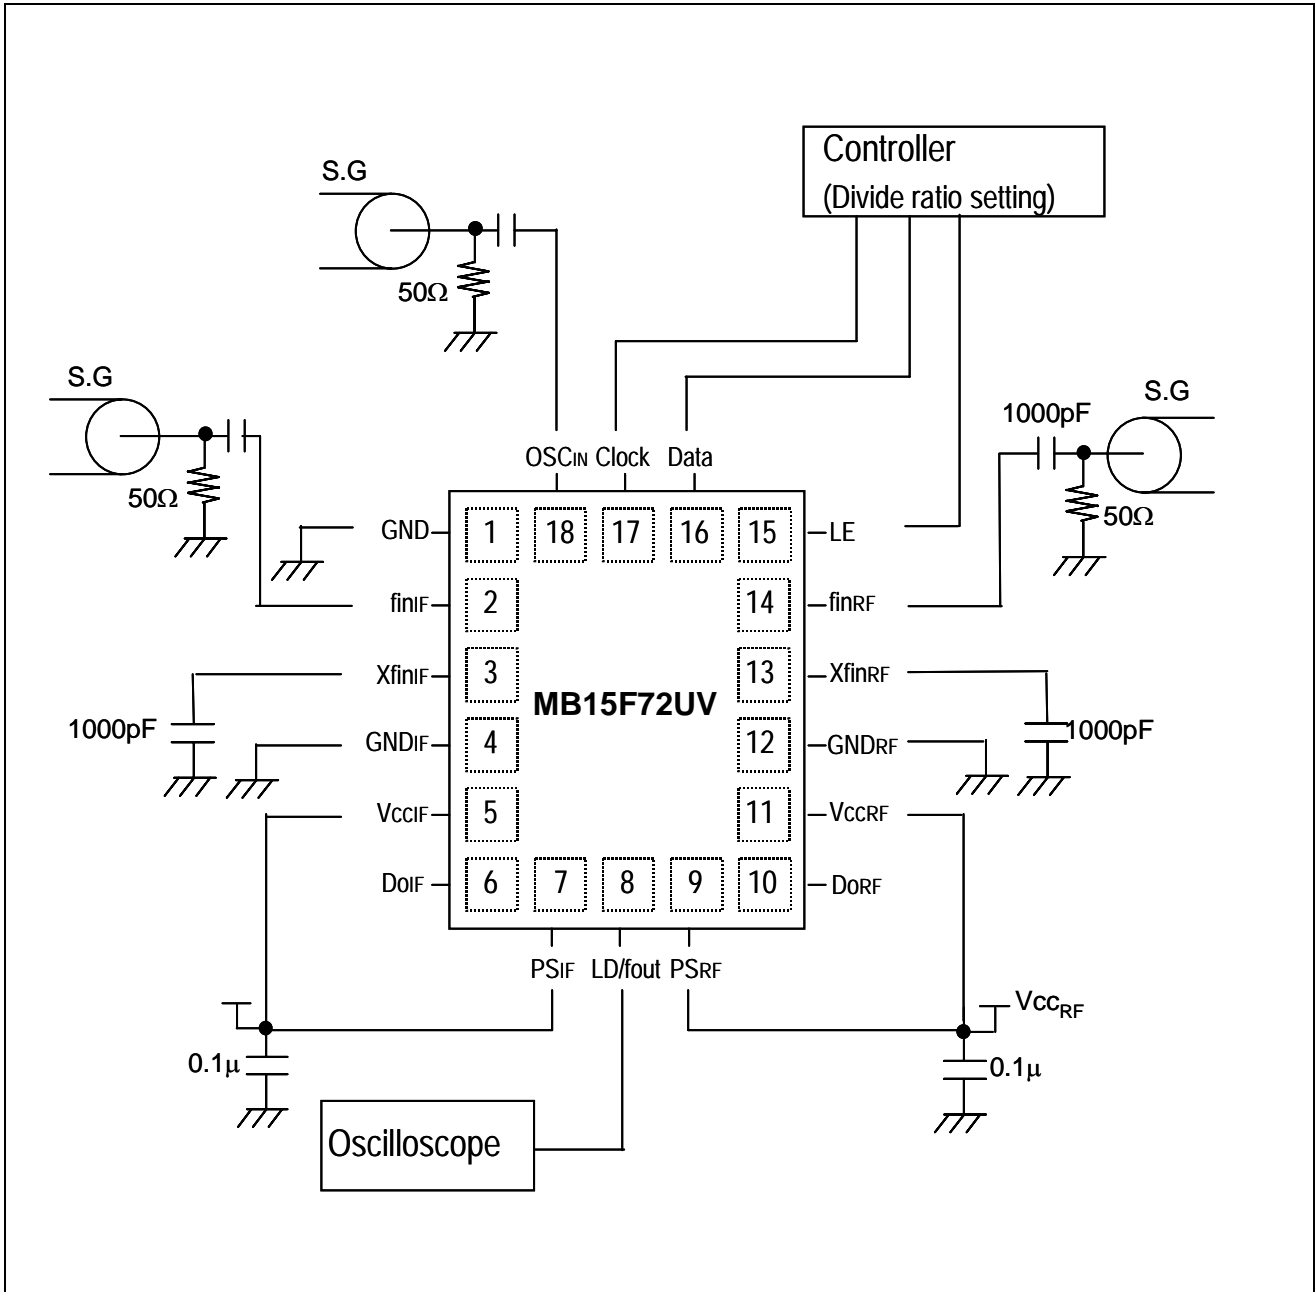 Controller
(Divide ratio setting)
S.G
50Ω
S.G
50Ω
1000pF
S.G
50Ω
OSCIN Clock Data
GND 1 18 17 16 15 LE
finIF 2 14 finRF
XfinIF 3 13 XfinRF
MB15F72UV
1000pF
GNDIF 4 12 GNDRF
1000pF
VccIF 5 11 VccRF
DoIF 6 7 8 9 10 DoRF
PSIF LD/fout PSRF
VccRF
0.1μ
0.1μ
Oscilloscope